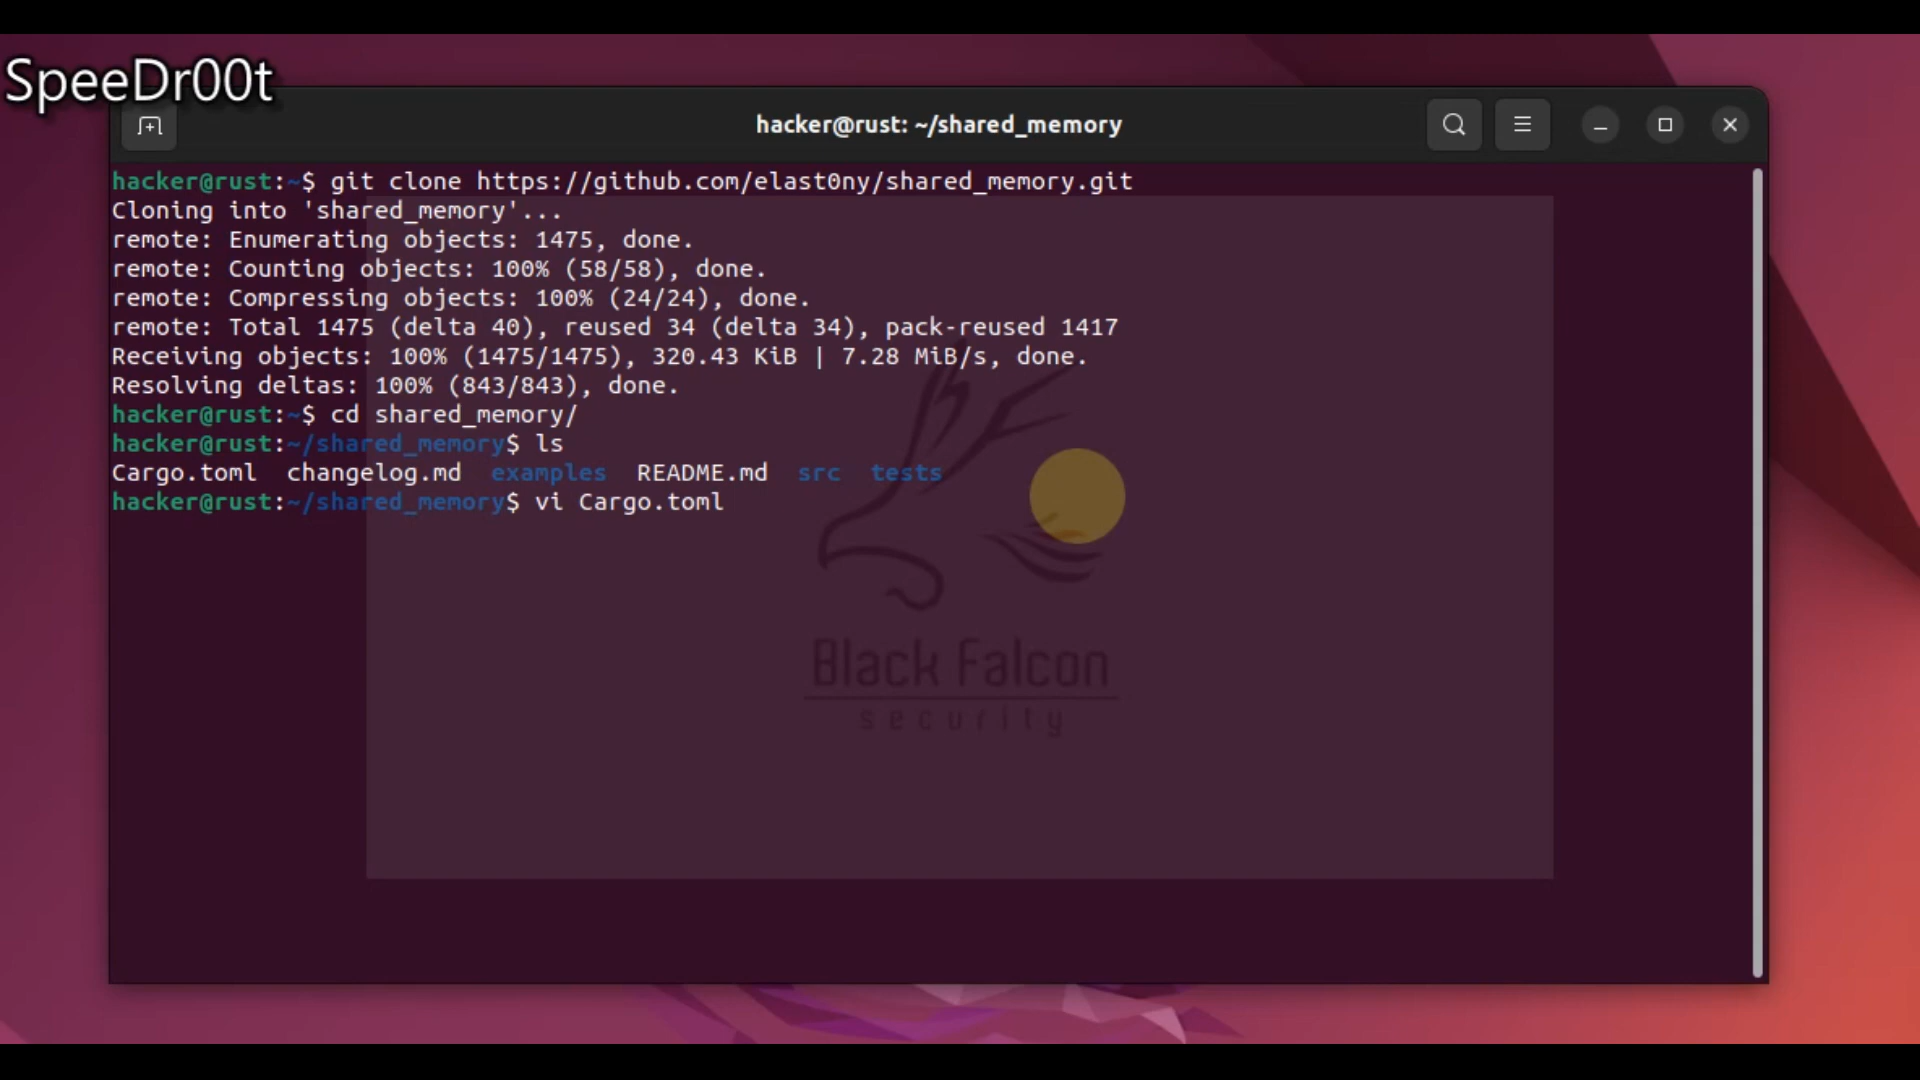 SpeeDr00t
hacker@rust: ~/shared_memory
hacker@rust:~$ git clone https://github.com/elast0ny/shared_memory.git
Cloning into 'shared_memory'...
remote: Enumerating objects: 1475, done.
remote: Counting objects: 100% (58/58), done.
remote: Compressing objects: 100% (24/24), done.
remote: Total 1475 (delta 40), reused 34 (delta 34), pack-reused 1417
Receiving objects: 100% (1475/1475), 320.43 KiB | 7.28 MiB/s, done.
Resolving deltas: 100% (843/843), done.
hacker@rust:~$ cd shared_memory/
hacker@rust:~/shared_memory$ ls
Cargo.toml  changelog.md  examples  README.md  src  tests
hacker@rust:~/shared_memory$ vi Cargo.toml
Black Falcon
security